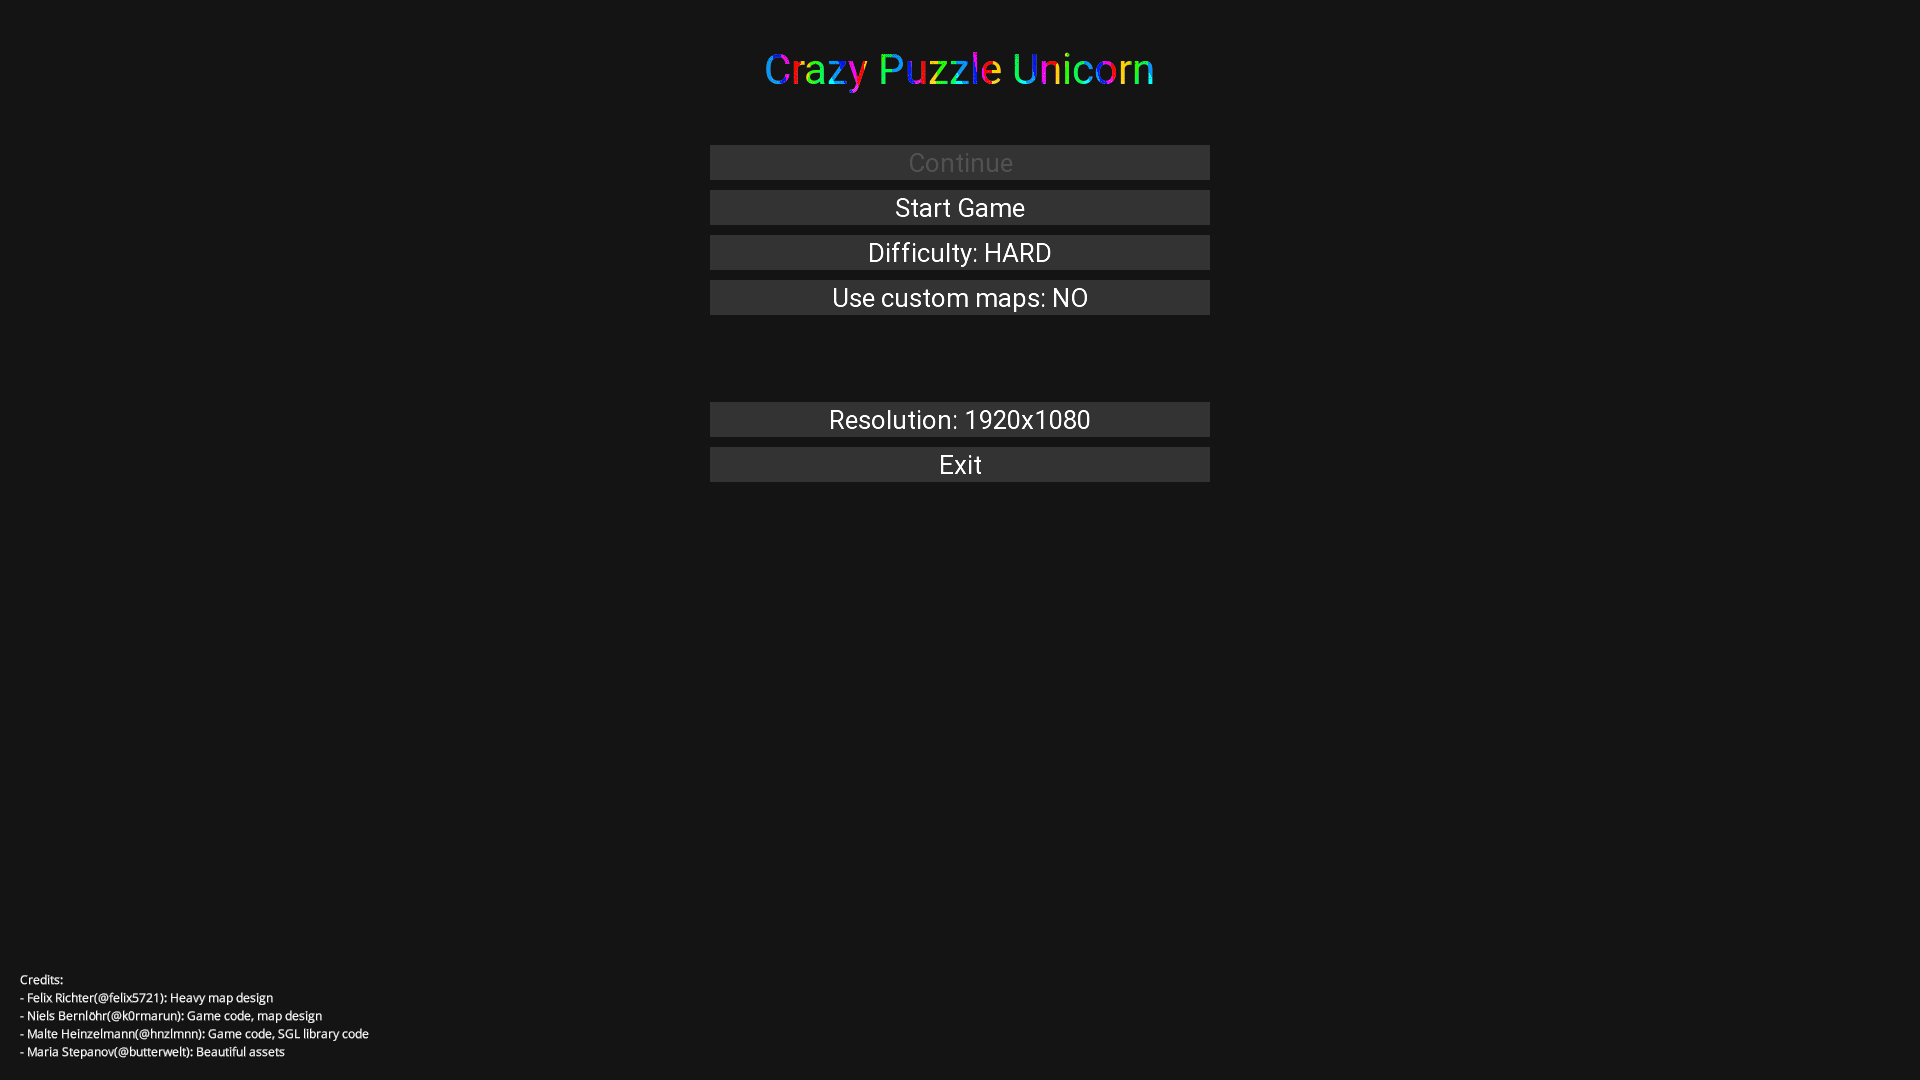 Crazy Puzzle Unicorn
Continue
Start Game
Difficulty: HARD
Use custom maps: NO
Resolution: 1920x1080
Exit
Credits:
- Felix Richter(@felix5721): Heavy map design
- Niels Bernlöhr(@k0rmarun): Game code, map design
- Malte Heinzelmann(@hnzlmnn): Game code, SGL library code
- Maria Stepanov(@butterwelt): Beautiful assets